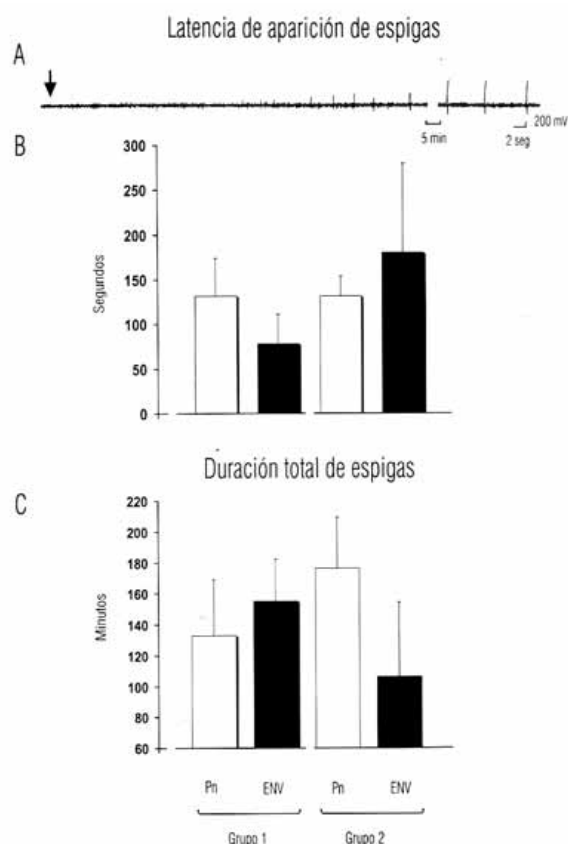 Latencia de aparición de espigas
A
200 mV
5 min
2 seg
B
300
250
200
150
100
50
0
Segundos
Duración total de espigas
C
220
200
180
160
140
120
100
80
60
Minutos
Pn ENV Pn ENV
Grupo 1 Grupo 2